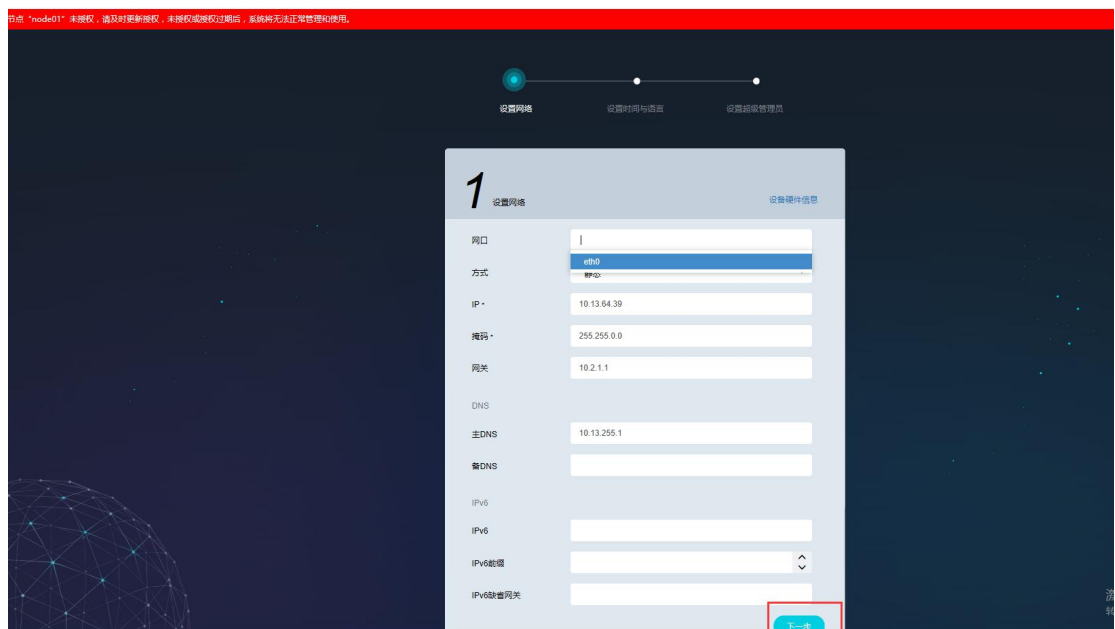 节点 "node01" 未授权，请及时更新授权，未授权或授权过期后，系统将无法正常管理和使用。
设置网络 设置时间与语言 设置超级管理员
1 设置网络 设备硬件信息
网口
eth0
方式 静态
IP * 10.13.64.39
掩码 * 255.255.0.0
网关 10.2.1.1
DNS
主DNS 10.13.255.1
备DNS
IPv6
IPv6
IPv6前缀
IPv6缺省网关
下一步